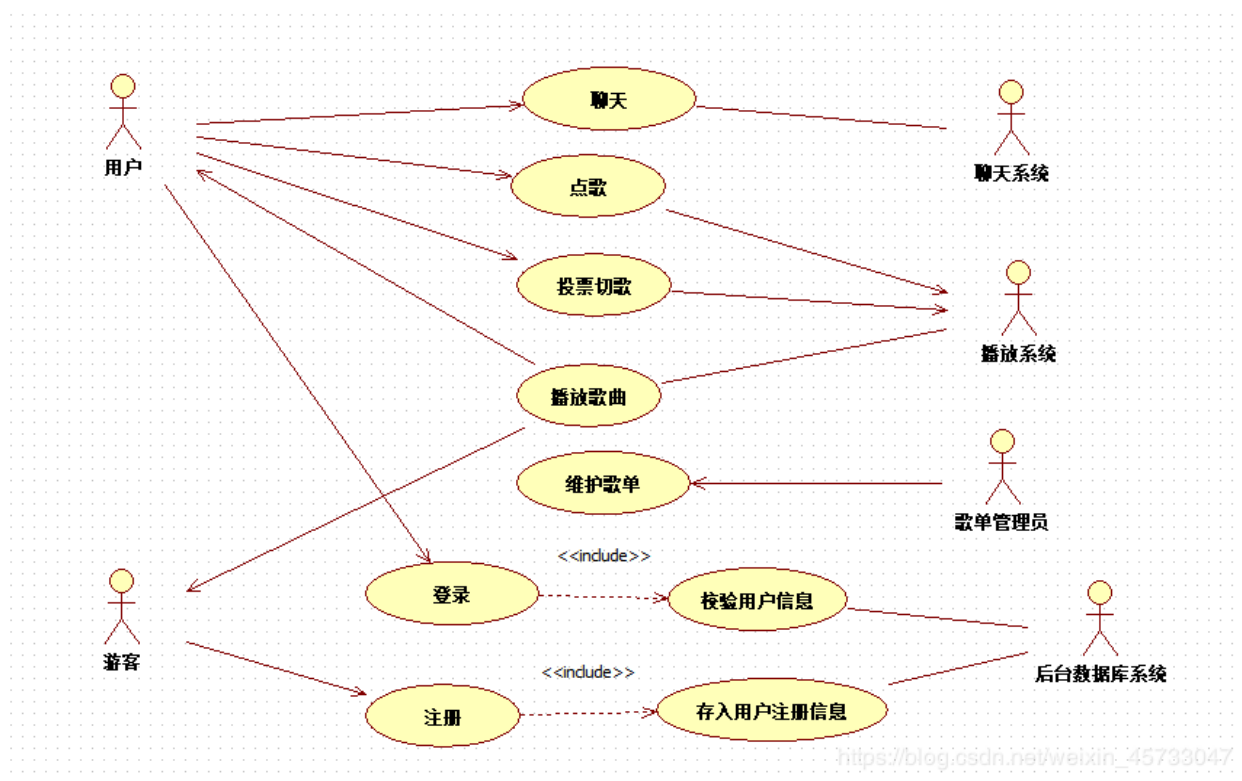 聊天
用户
聊天系统
点歌
投票切歌
播放系统
播放歌曲
维护歌单
歌单管理员
<<include>>
登录
校验用户信息
游客
<<include>>
后台数据库系统
注册
存入用户注册信息
https://blog.csdn.net/weixin_45733047